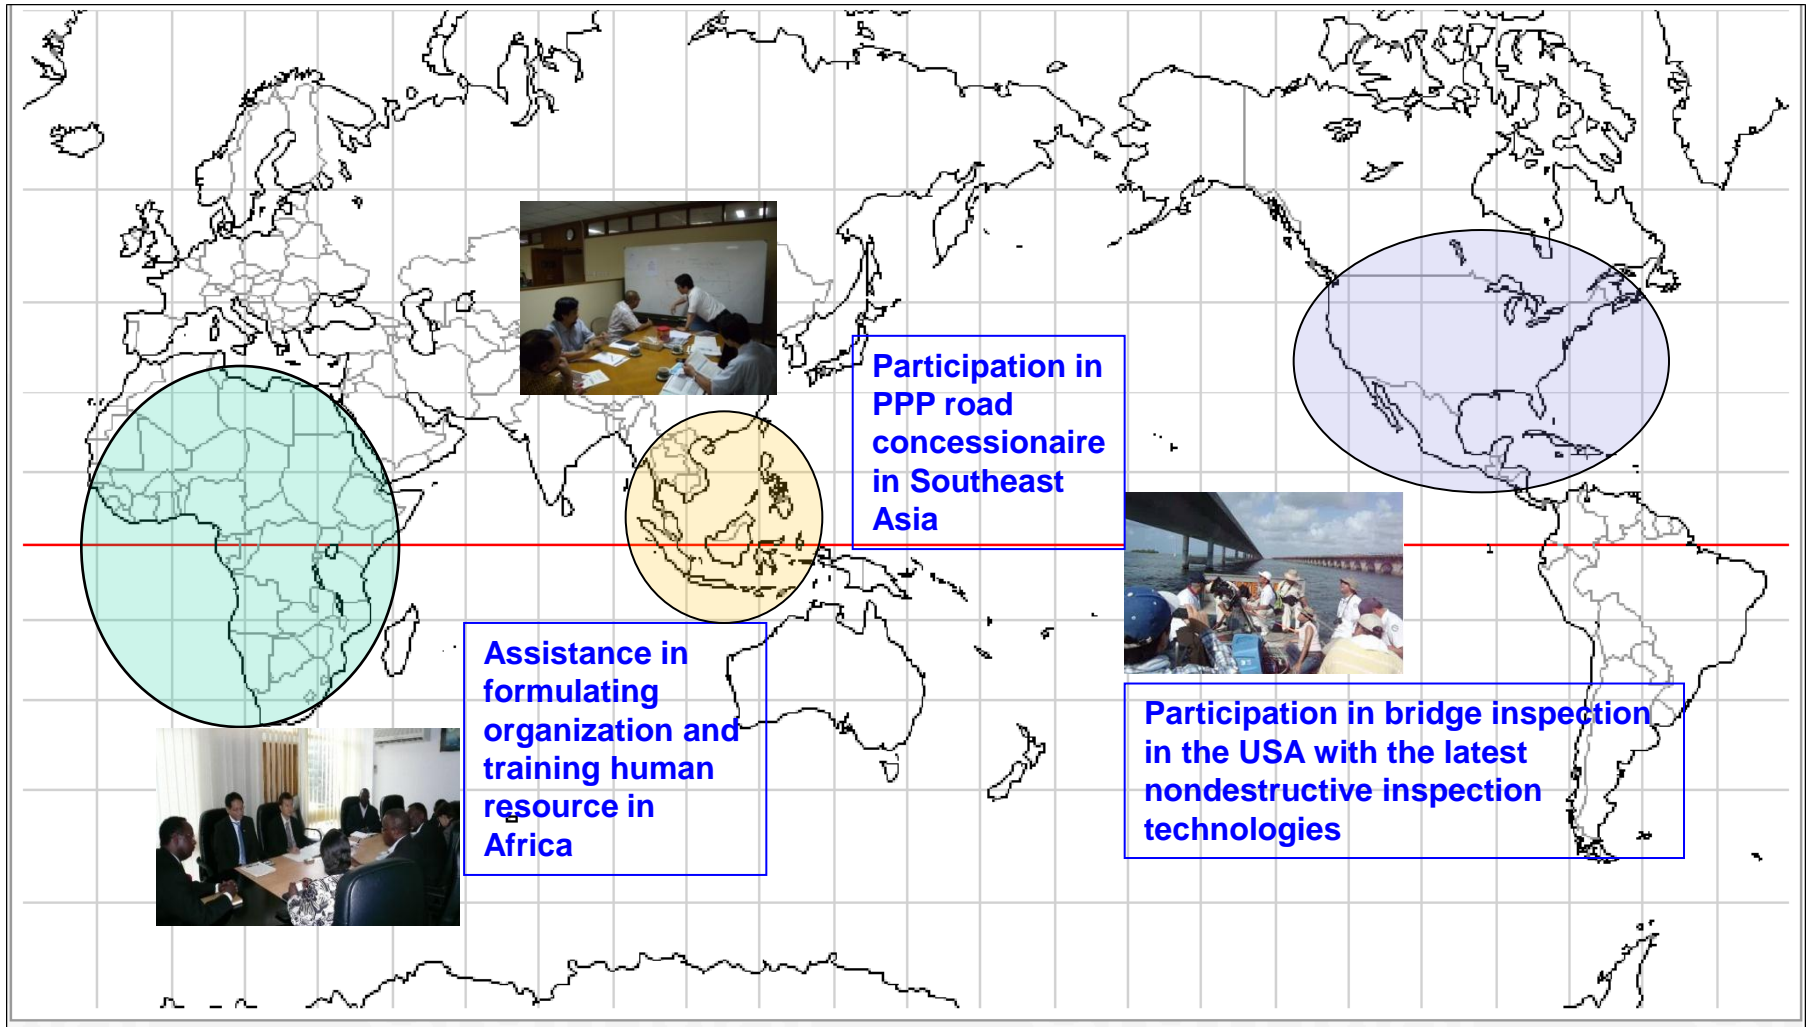 Participation in
PPP road
concessionaire
in Southeast
Asia
Assistance in
formulating
organization and
training human
resource in
Africa
Participation in bridge inspection
in the USA with the latest
nondestructive inspection
technologies